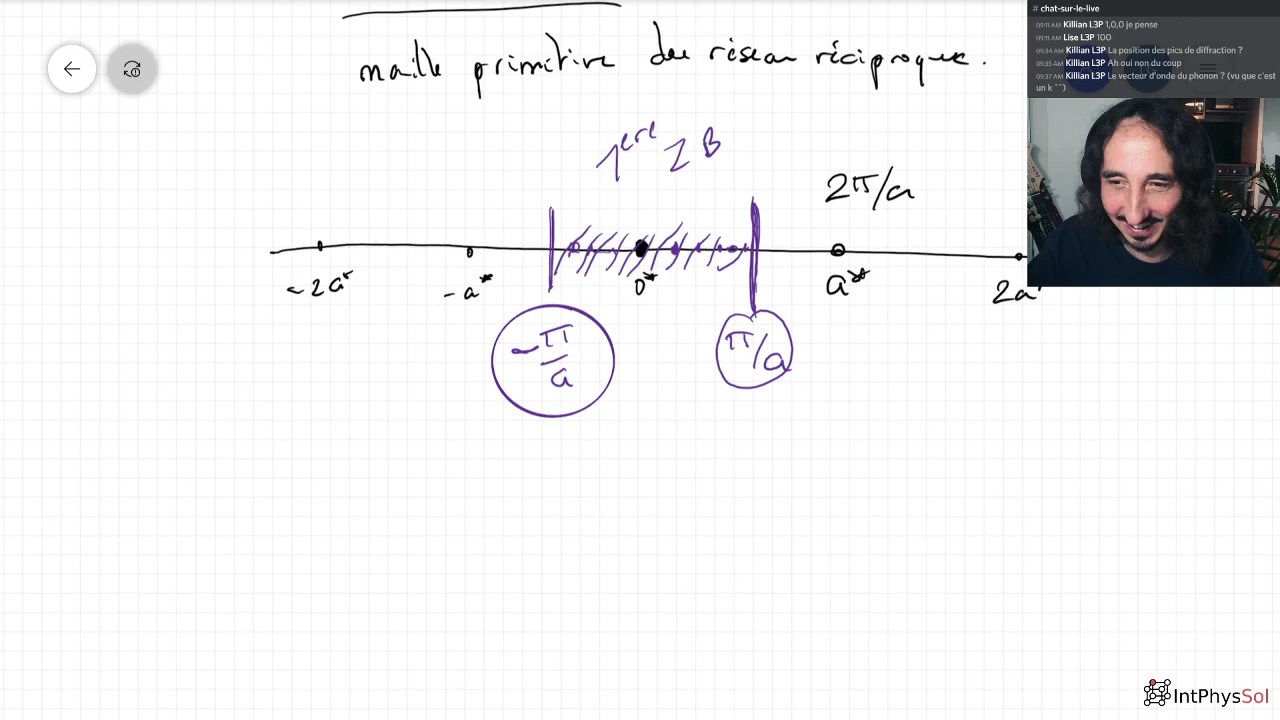 # chat-sur-le-live
09:11 AM Killian L3P 1,0,0 je pense
09:11 AM Lise L3P 100
09:34 AM Killian L3P La position des pics de diffraction ?
09:35 AM Killian L3P Ah oui non du coup
09:37 AM Killian L3P Le vecteur d'onde du phonon ? (vu que c'est
un k ^^)
maille primitive du réseau réciproque.
1ère ZB
2π/a
-2a* -a* 0* a* 2a*
-π/a π/a
IntPhysSol